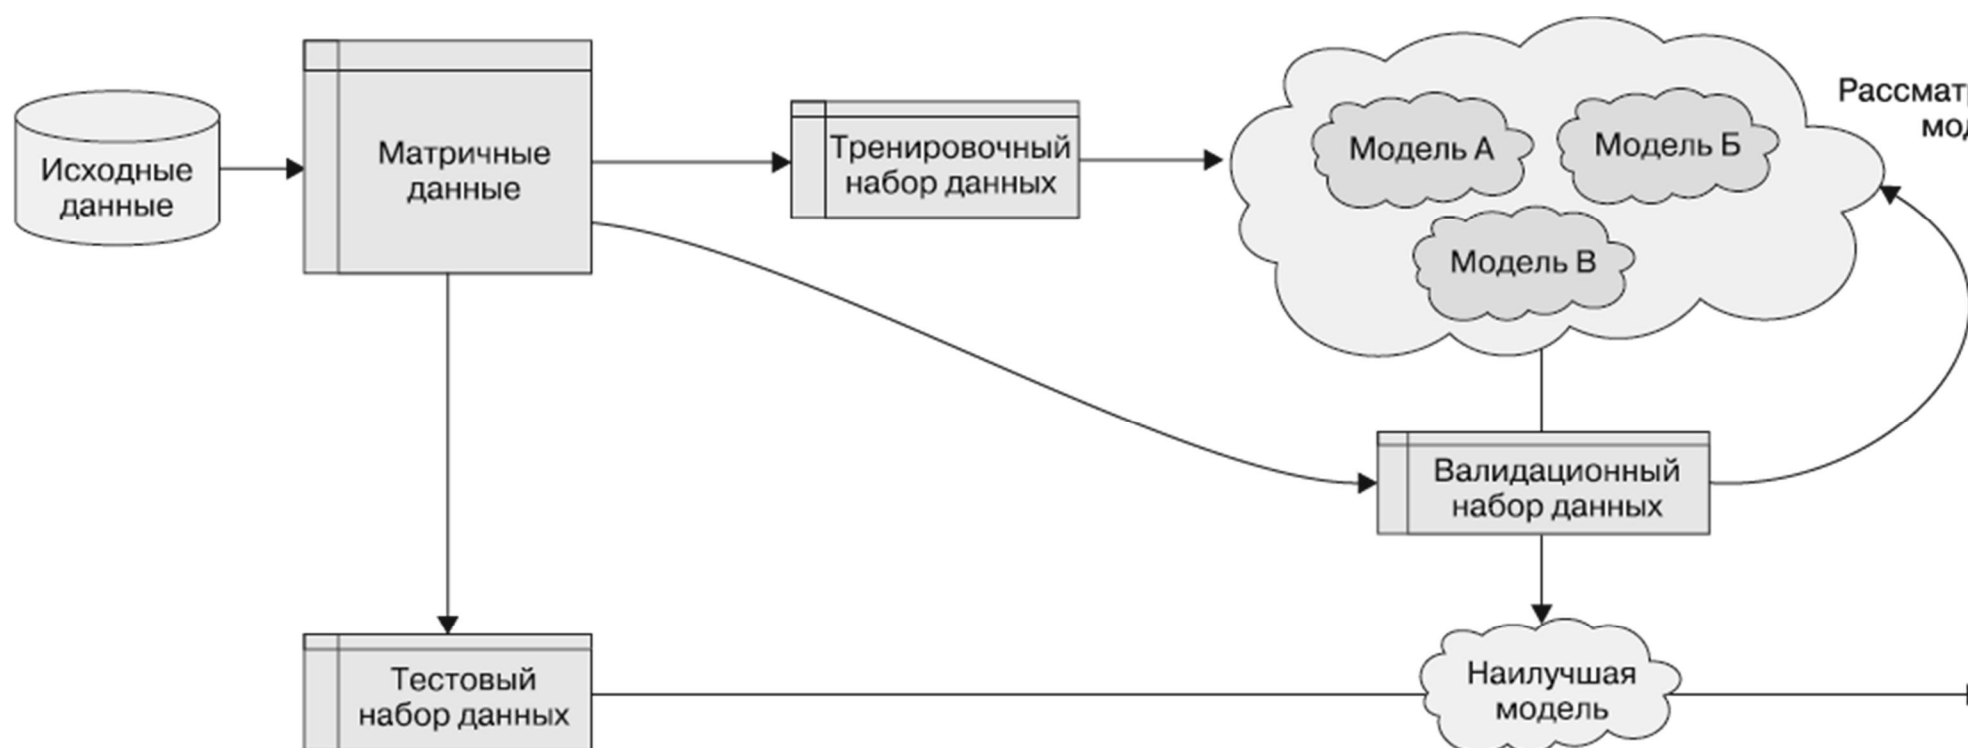 Исходные
данные
Матричные
данные
Тренировочный
набор данных
Модель А
Модель Б
Модель В
Валидационный
набор данных
Тестовый
набор данных
Наилучшая
модель